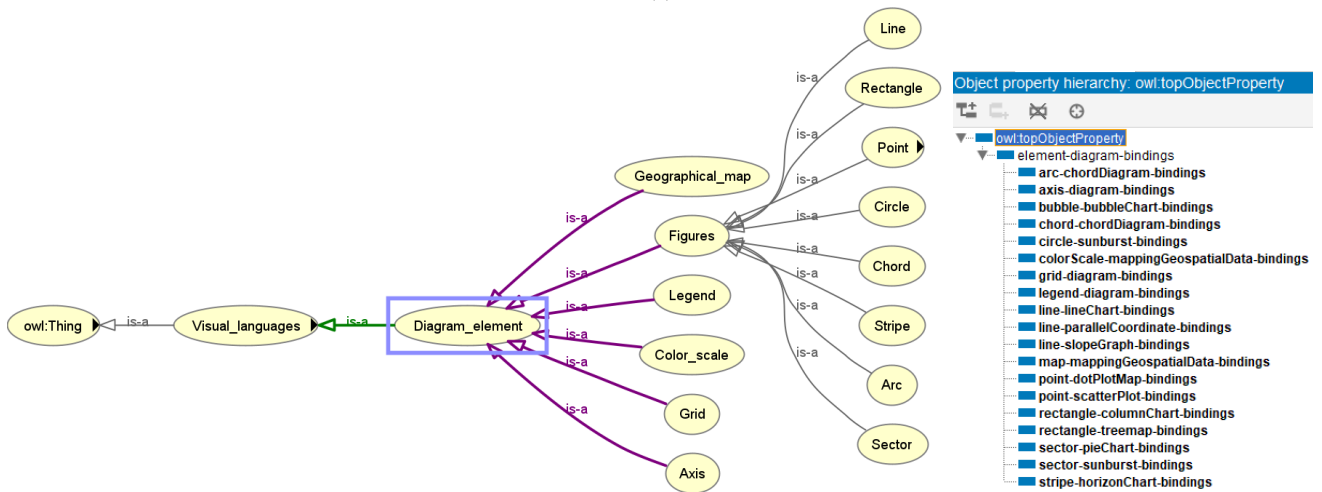 Line
is-a
Rectangle
is-a
Point
is-a
Circle
is-a
Chord
is-a
Stripe
is-a
Arc
Sector
Geographical_map
is-a
Figures
is-a
Legend
is-a
Color_scale
is-a
Grid
is-a
Axis
owl:Thing
is-a
Visual_languages
is-a
Diagram_element
Object property hierarchy: owl:topObjectProperty
owl:topObjectProperty
element-diagram-bindings
arc-chordDiagram-bindings
axis-diagram-bindings
bubble-bubbleChart-bindings
chord-chordDiagram-bindings
circle-sunburst-bindings
colorScale-mappingGeospatialData-bindings
grid-diagram-bindings
legend-diagram-bindings
line-lineChart-bindings
line-parallelCoordinate-bindings
line-slopeGraph-bindings
map-mappingGeospatialData-bindings
point-dotPlotMap-bindings
point-scatterPlot-bindings
rectangle-columnChart-bindings
rectangle-treemap-bindings
sector-pieChart-bindings
sector-sunburst-bindings
stripe-horizonChart-bindings